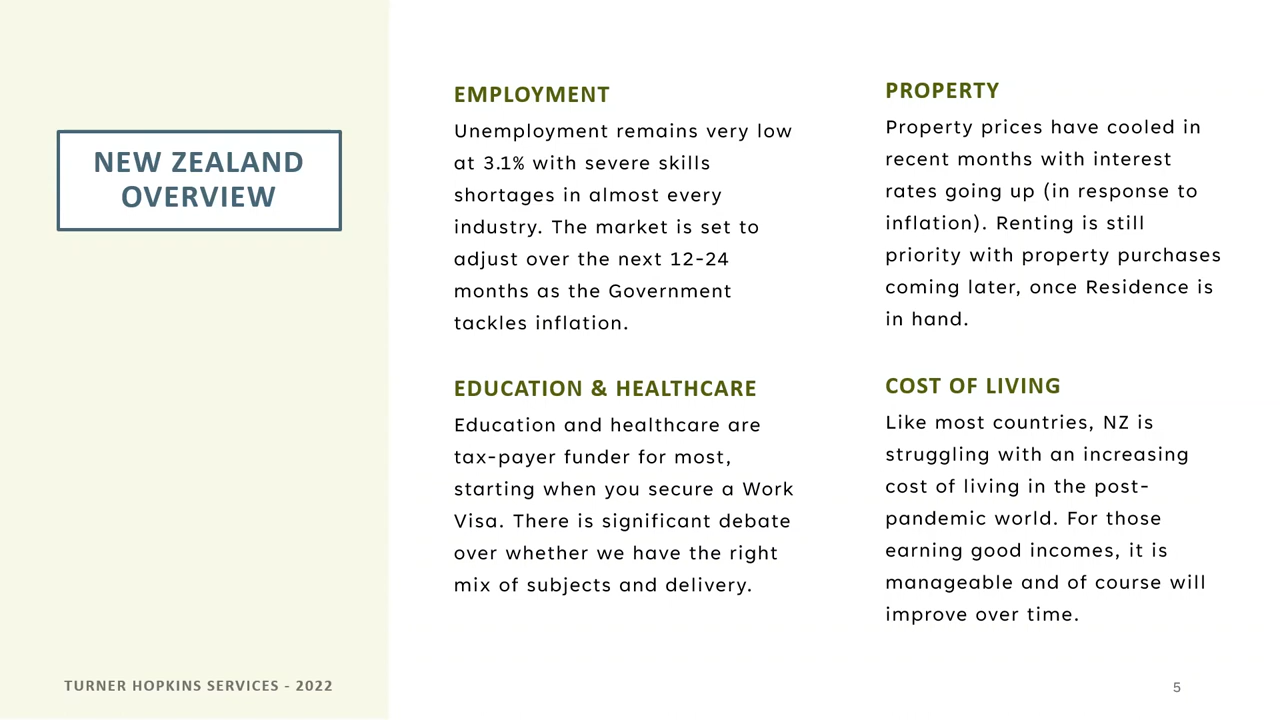 NEW ZEALAND
OVERVIEW
EMPLOYMENT
Unemployment remains very low
at 3.1% with severe skills
shortages in almost every
industry. The market is set to
adjust over the next 12-24
months as the Government
tackles inflation.
EDUCATION & HEALTHCARE
Education and healthcare are
tax-payer funder for most,
starting when you secure a Work
Visa. There is significant debate
over whether we have the right
mix of subjects and delivery.
PROPERTY
Property prices have cooled in
recent months with interest
rates going up (in response to
inflation). Renting is still
priority with property purchases
coming later, once Residence is
in hand.
COST OF LIVING
Like most countries, NZ is
struggling with an increasing
cost of living in the post-
pandemic world. For those
earning good incomes, it is
manageable and of course will
improve over time.
TURNER HOPKINS SERVICES - 2022
5